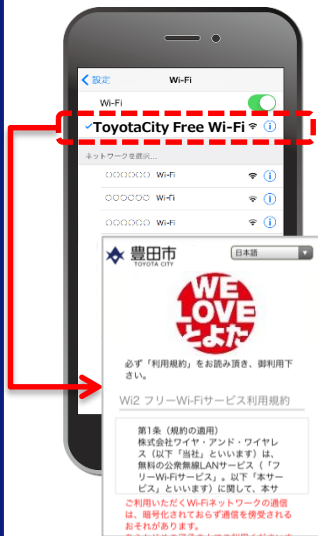 設定 Wi-Fi
Wi-Fi
ToyotaCity Free Wi-Fi
ネットワークを選択...
○○○○○○ Wi-Fi
○○○○○○ Wi-Fi
○○○○○○ Wi-Fi
豊田市
TOYOTA CITY
日本語
WE
LOVE
とよた
必ず「利用規約」をお読み頂き、御利用下
さい。
Wi2 フリーWi-Fiサービス利用規約
第1条（規約の適用）
株式会社ワイヤ・アンド・ワイヤレ
ス（以下「当社」といいます）は、
無料の公衆無線LANサービス（「フ
リーWi-Fiサービス」。以下「本サー
ビス」といいます）に関して、本サ
ご利用いただくWi-Fiネットワークの通信
は、暗号化されておらず通信を傍受される
おそれがあります。